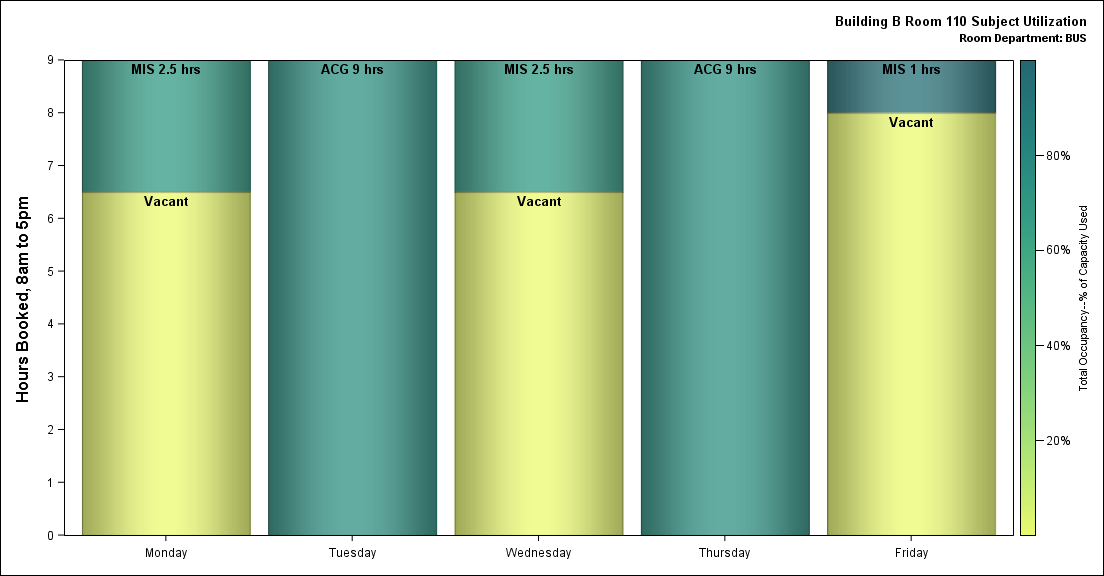 Building B Room 110 Subject Utilization
Room Department: BUS
Hours Booked, 8am to 5pm
9
8
7
6
5
4
3
2
1
0
MIS 2.5 hrs
Vacant
ACG 9 hrs
MIS 2.5 hrs
Vacant
ACG 9 hrs
MIS 1 hrs
Vacant
Monday
Tuesday
Wednesday
Thursday
Friday
80%
60%
40%
20%
Total Occupancy--% of Capacity Used